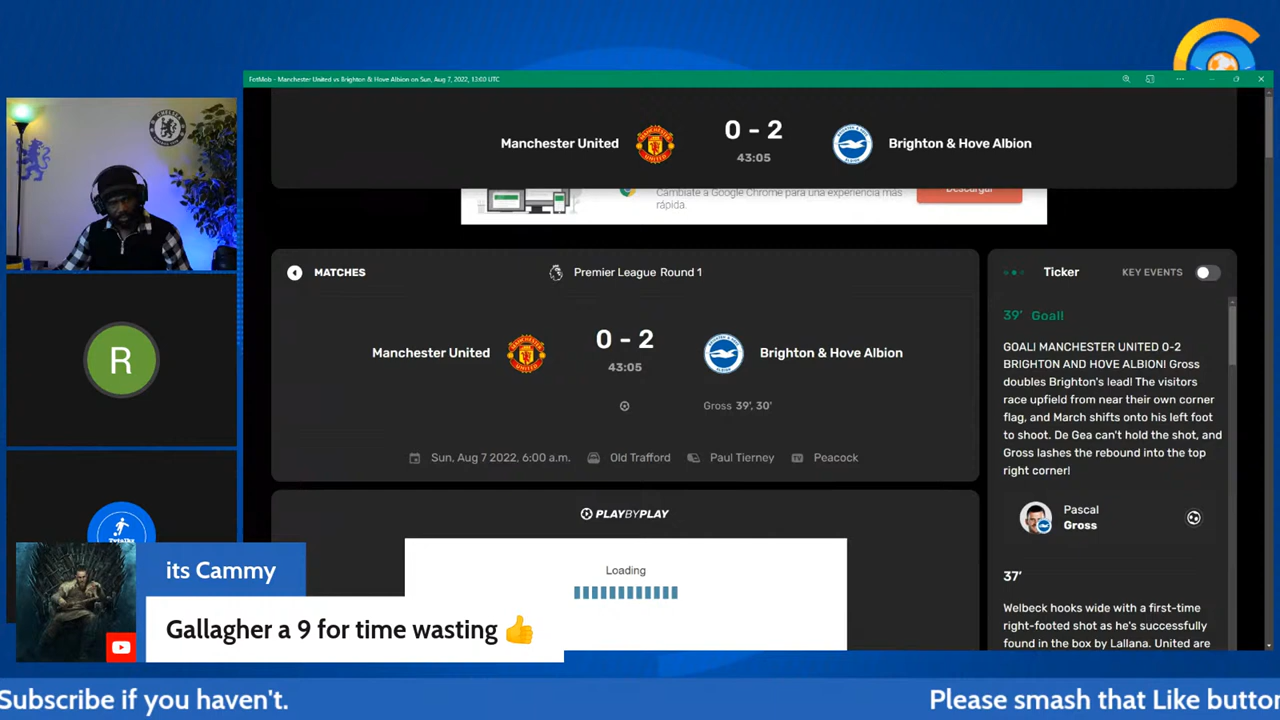 FotMob - Manchester United vs Brighton & Hove Albion on Sun, Aug 7, 2022, 13:00 UTC
Manchester United
0 - 2
Brighton & Hove Albion
43:05
Cámbiate a Google Chrome para una experiencia más
rápida.
Descargar
CHELSEA
MATCHES
Premier League Round 1
Manchester United
0 - 2
Brighton & Hove Albion
43:05
Gross 39', 30'
Sun, Aug 7 2022, 6:00 a.m.
Old Trafford
Paul Tierney
TV
Peacock
PLAYBYPLAY
Loading
Ticker
KEY EVENTS
39' Goal!
GOAL! MANCHESTER UNITED 0-2
BRIGHTON AND HOVE ALBION! Gross
doubles Brighton's lead! The visitors
race upfield from near their own corner
flag, and March shifts onto his left foot
to shoot. De Gea can't hold the shot, and
Gross lashes the rebound into the top
right corner!
Pascal
Gross
37'
Welbeck hooks wide with a first-time
right-footed shot as he's successfully
found in the box by Lallana. United are
R
its Cammy
Gallagher a 9 for time wasting 👍
Subscribe if you haven't.
Please smash that Like button